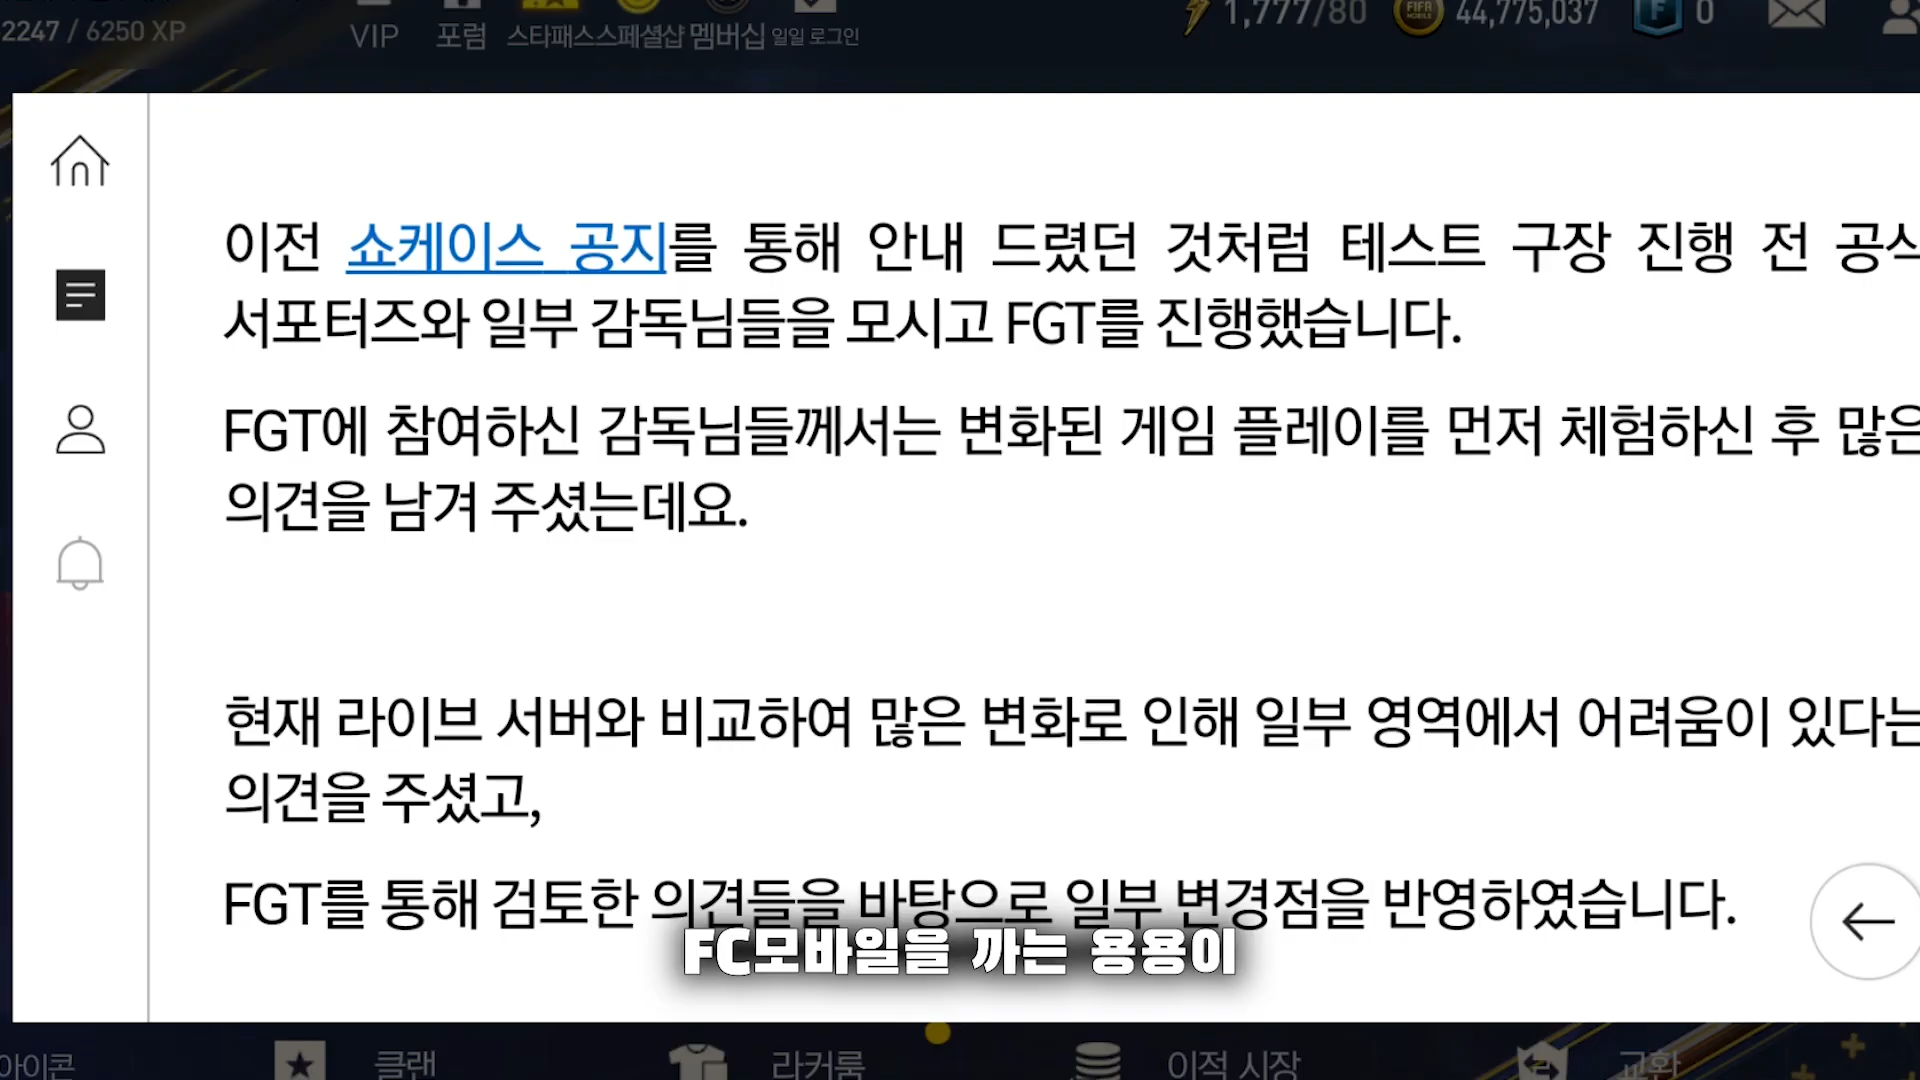 2247 / 6250 XP
VIP
포럼
스타패스
스페셜샵
멤버십
일일 로그인
1,777/80
FIFA MOBILE
44,775,037
F
0
이전 쇼케이스 공지를 통해 안내 드렸던 것처럼 테스트 구장 진행 전 공식
서포터즈와 일부 감독님들을 모시고 FGT를 진행했습니다.
FGT에 참여하신 감독님들께서는 변화된 게임 플레이를 먼저 체험하신 후 많은
의견을 남겨 주셨는데요.
현재 라이브 서버와 비교하여 많은 변화로 인해 일부 영역에서 어려움이 있다는
의견을 주셨고,
FGT를 통해 검토한 의견들을 바탕으로 일부 변경점을 반영하였습니다.
FC모바일을 까는 용용이
아이콘
클랜
라커룸
이적 시장
교환